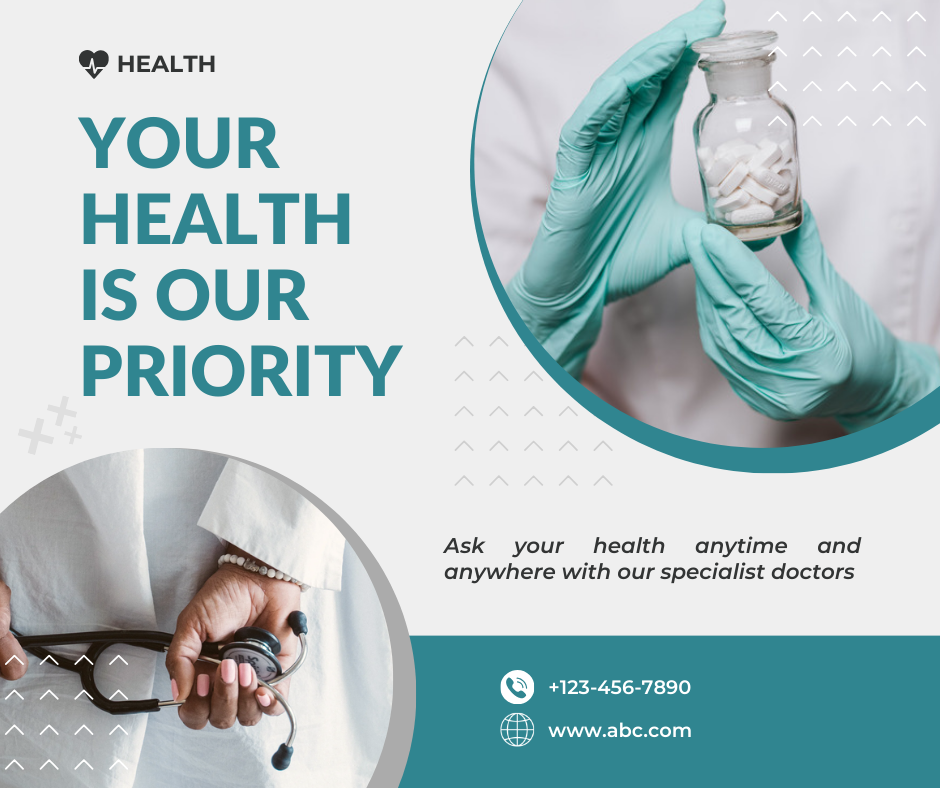 HEALTH
YOUR
HEALTH
IS OUR
PRIORITY
Ask your health anytime and
anywhere with our specialist doctors
+123-456-7890
www.abc.com